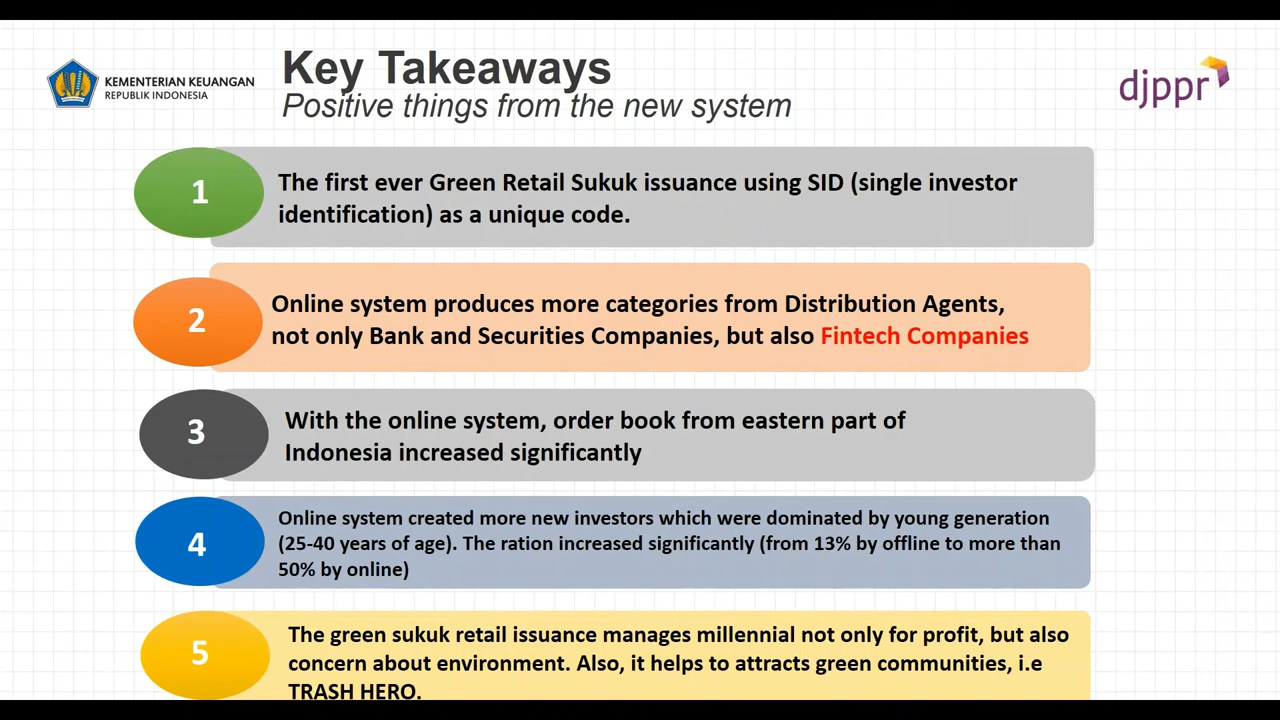 KEMENTERIAN KEUANGAN
REPUBLIK INDONESIA
Key Takeaways
Positive things from the new system
djppr
1
The first ever Green Retail Sukuk issuance using SID (single investor
identification) as a unique code.
2
Online system produces more categories from Distribution Agents,
not only Bank and Securities Companies, but also Fintech Companies
3
With the online system, order book from eastern part of
Indonesia increased significantly
4
Online system created more new investors which were dominated by young generation
(25-40 years of age). The ration increased significantly (from 13% by offline to more than
50% by online)
5
The green sukuk retail issuance manages millennial not only for profit, but also
concern about environment. Also, it helps to attracts green communities, i.e
TRASH HERO.